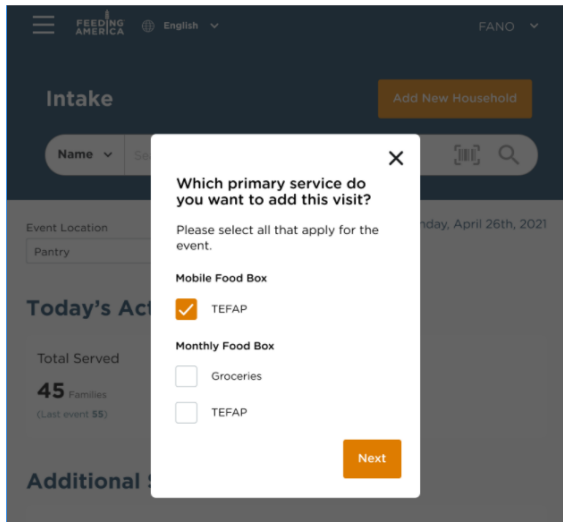 FEEDING
AMERICA
English
FANO
Intake
Add New Household
Name
Which primary service do
you want to add this visit?
Please select all that apply for the
event.
Mobile Food Box
TEFAP
Monthly Food Box
Groceries
TEFAP
Next
April 26th, 2021
Event Location
Pantry
Today's
Total Served
45 Families
(Last event 55)
Additional